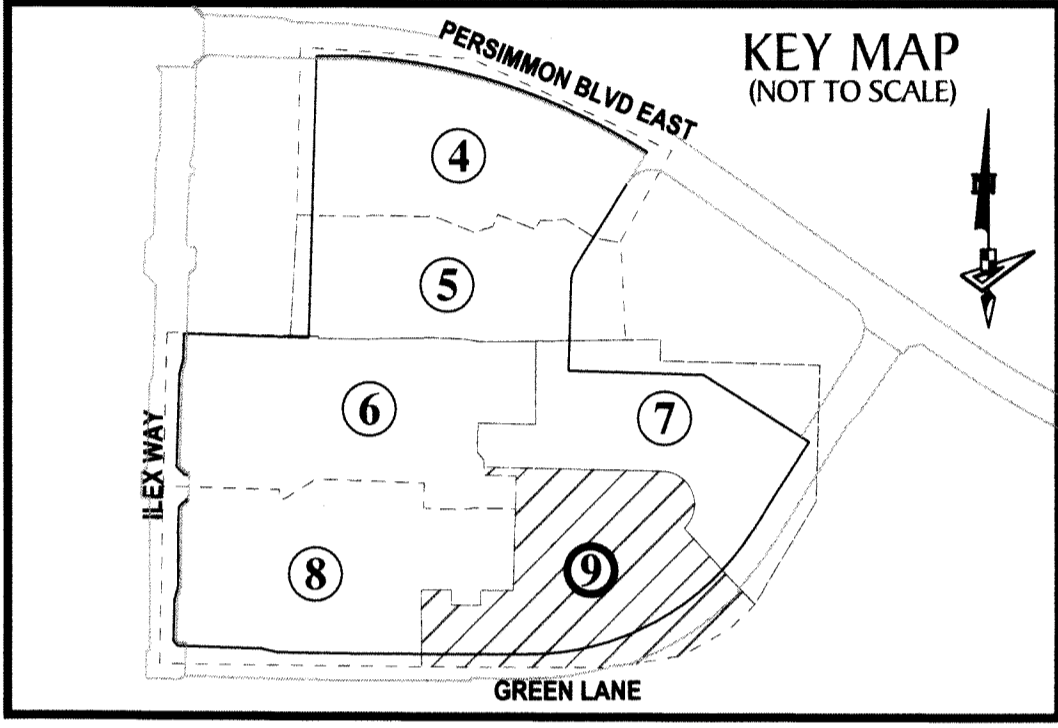 PERSIMMON BLVD EAST
KEY MAP
(NOT TO SCALE)
4
N
5
6
7
ILEX WAY
8
9
GREEN LANE